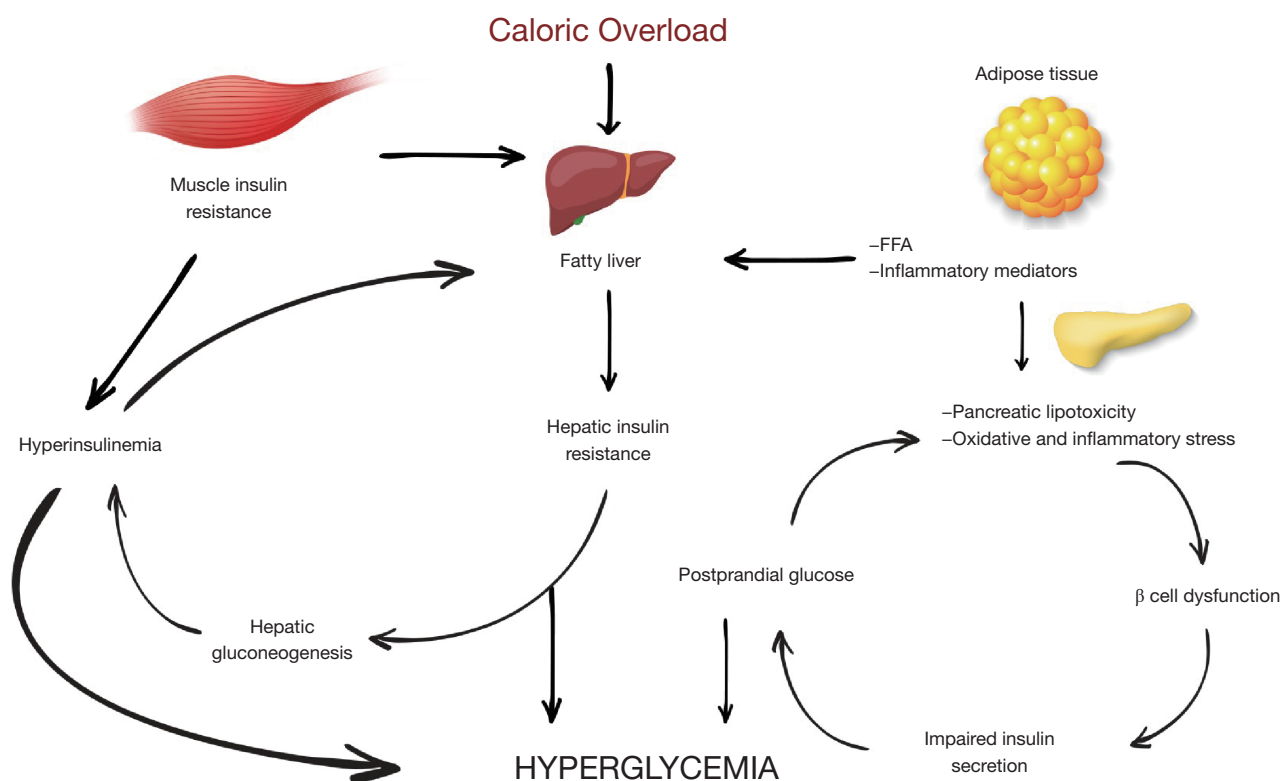 Caloric Overload
Adipose tissue
Muscle insulin
resistance
Fatty liver
–FFA
–Inflammatory mediators
Hyperinsulinemia
Hepatic insulin
resistance
–Pancreatic lipotoxicity
–Oxidative and inflammatory stress
Postprandial glucose
β cell dysfunction
Hepatic
gluconeogenesis
Impaired insulin
secretion
HYPERGLYCEMIA